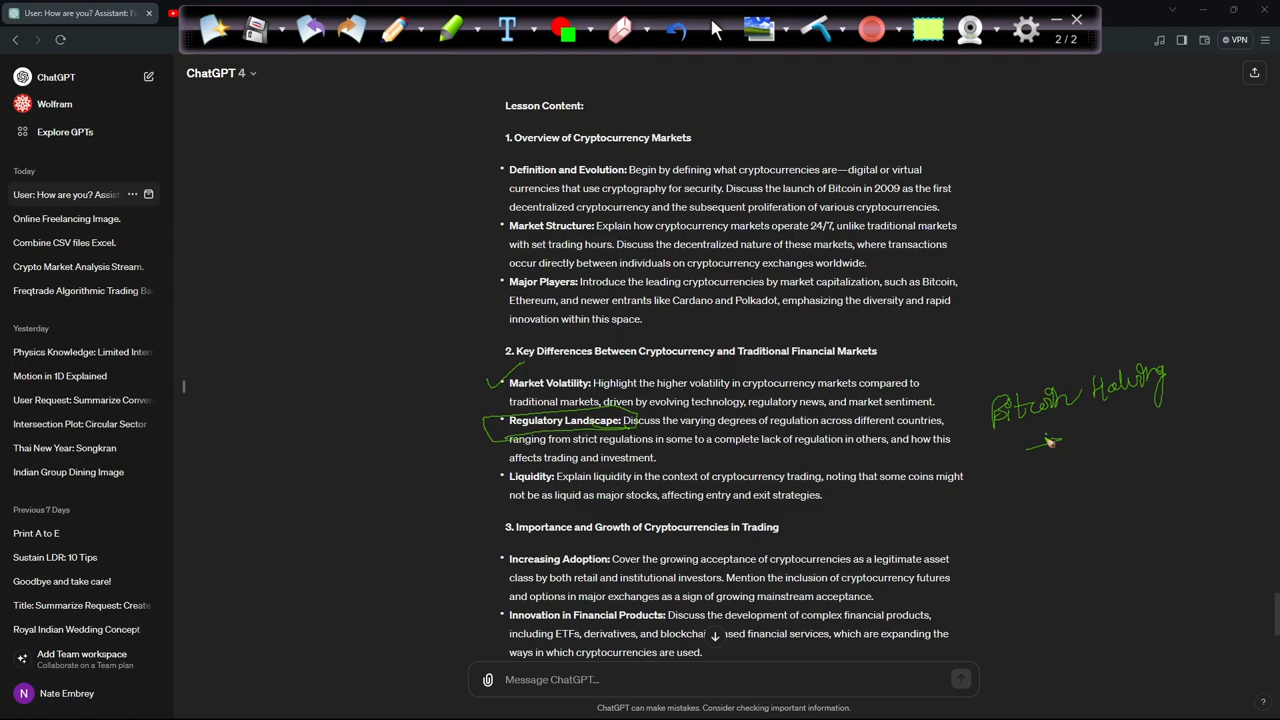 User: How are you? Assistant: I'm
2/2
VPN
ChatGPT
Wolfram
Explore GPTs
Today
User: How are you? Assist
Online Freelancing Image.
Combine CSV files Excel.
Crypto Market Analysis Stream.
Freqtrade Algorithmic Trading Ba
Yesterday
Physics Knowledge: Limited Intern
Motion in 1D Explained
User Request: Summarize Conver
Intersection Plot: Circular Sector
Thai New Year: Songkran
Indian Group Dining Image
Previous 7 Days
Print A to E
Sustain LDR: 10 Tips
Goodbye and take care!
Title: Summarize Request: Create
Royal Indian Wedding Concept
Add Team workspace
Collaborate on a Team plan
N Nate Embrey
ChatGPT 4
Lesson Content:
1. Overview of Cryptocurrency Markets
• Definition and Evolution: Begin by defining what cryptocurrencies are—digital or virtual
currencies that use cryptography for security. Discuss the launch of Bitcoin in 2009 as the first
decentralized cryptocurrency and the subsequent proliferation of various cryptocurrencies.
• Market Structure: Explain how cryptocurrency markets operate 24/7, unlike traditional markets
with set trading hours. Discuss the decentralized nature of these markets, where transactions
occur directly between individuals on cryptocurrency exchanges worldwide.
• Major Players: Introduce the leading cryptocurrencies by market capitalization, such as Bitcoin,
Ethereum, and newer entrants like Cardano and Polkadot, emphasizing the diversity and rapid
innovation within this space.
2. Key Differences Between Cryptocurrency and Traditional Financial Markets
• Market Volatility: Highlight the higher volatility in cryptocurrency markets compared to
traditional markets, driven by evolving technology, regulatory news, and market sentiment.
• Regulatory Landscape: Discuss the varying degrees of regulation across different countries,
ranging from strict regulations in some to a complete lack of regulation in others, and how this
affects trading and investment.
• Liquidity: Explain liquidity in the context of cryptocurrency trading, noting that some coins might
not be as liquid as major stocks, affecting entry and exit strategies.
3. Importance and Growth of Cryptocurrencies in Trading
• Increasing Adoption: Cover the growing acceptance of cryptocurrencies as a legitimate asset
class by both retail and institutional investors. Mention the inclusion of cryptocurrency futures
and options in major exchanges as a sign of growing mainstream acceptance.
• Innovation in Financial Products: Discuss the development of complex financial products,
including ETFs, derivatives, and blockchain used financial services, which are expanding the
ways in which cryptocurrencies are used.
Bitcoin Halving
Message ChatGPT...
ChatGPT can make mistakes. Consider checking important information.
?